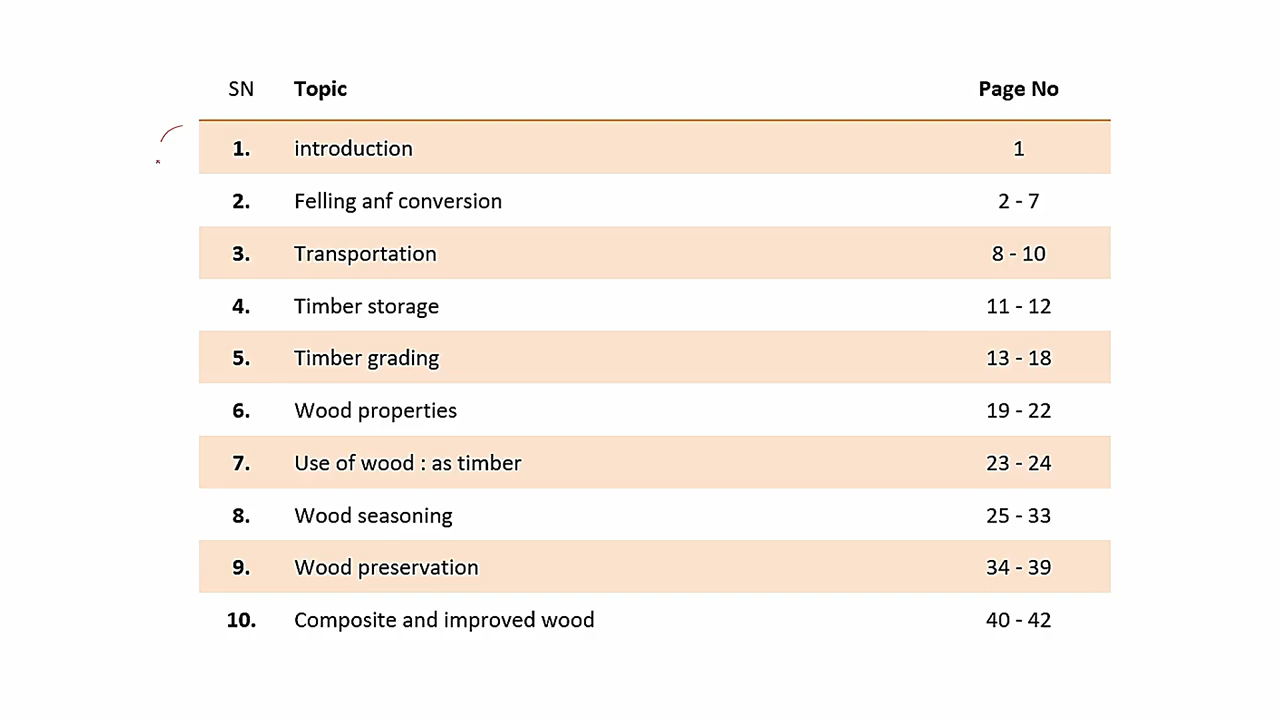 SN Topic Page No
1. introduction 1
2. Felling anf conversion 2 - 7
3. Transportation 8 - 10
4. Timber storage 11 - 12
5. Timber grading 13 - 18
6. Wood properties 19 - 22
7. Use of wood : as timber 23 - 24
8. Wood seasoning 25 - 33
9. Wood preservation 34 - 39
10. Composite and improved wood 40 - 42